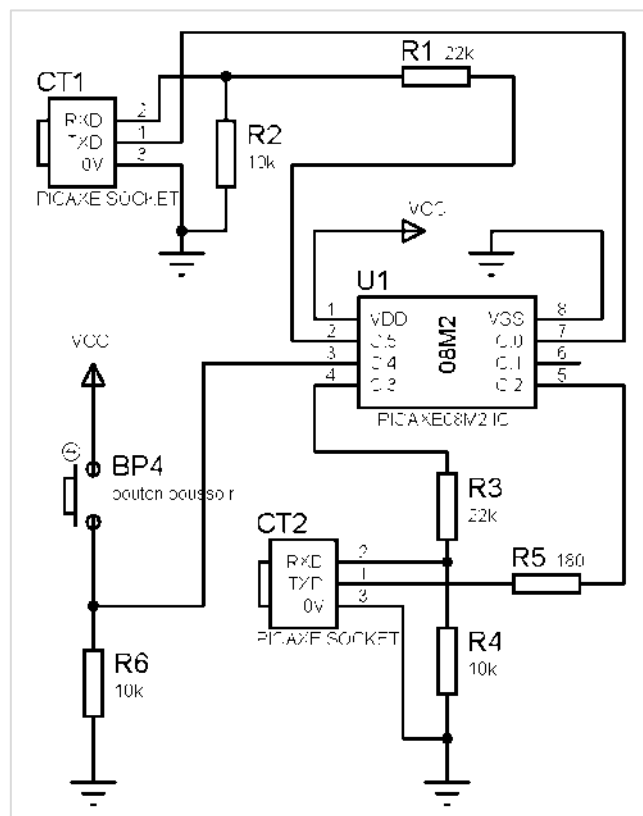 R1 22k
CT1
2
RXD
1
TXD
3
0V
R2
10k
PICAXE SOCKET
VCC
U1
1 VDD
2 C.5
3 C.4
4 C.3
08M2
VGS 8
C.0 7
C.1 6
C.2 5
PICAXE08M2 IC
VCC
BP4
bouton poussoir
R3
22k
CT2
RXD 2
TXD 1
0V 3
PICAXE SOCKET
R5 180
R4
10k
R6
10k